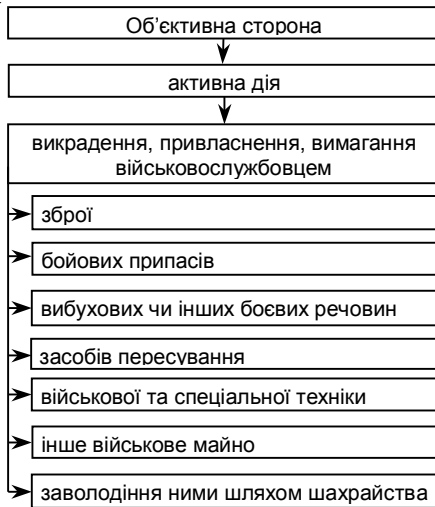 Об’єктивна сторона
активна дія
викрадення, привласнення, вимагання
військовослужбовцем
зброї
бойових припасів
вибухових чи інших боєвих речовин
засобів пересування
військової та спеціальної техніки
інше військове майно
заволодіння ними шляхом шахрайства